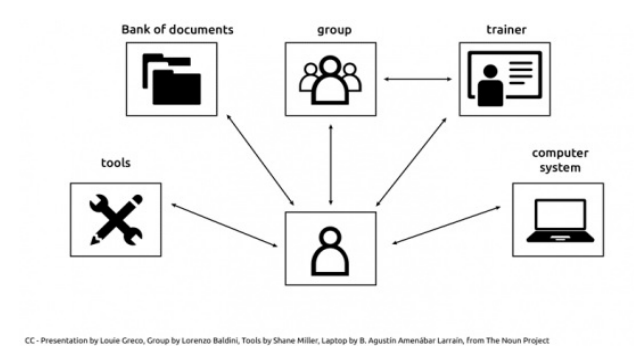 Bank of documents
group
trainer
tools
computer
system
CC - Presentation by Louie Greco, Group by Lorenzo Baldini, Tools by Shane Miller, Laptop by B. Agustín Amenábar Larraín, from The Noun Project